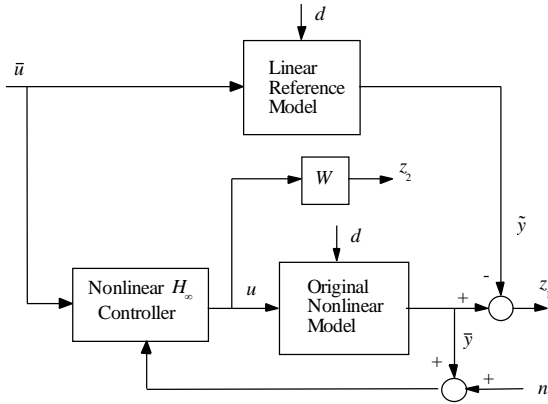 d
ū
Linear
Reference
Model
W
z₂
ỹ
d
-
z₁
Nonlinear H∞
Controller
u
Original
Nonlinear
Model
+
ȳ
+
+
n